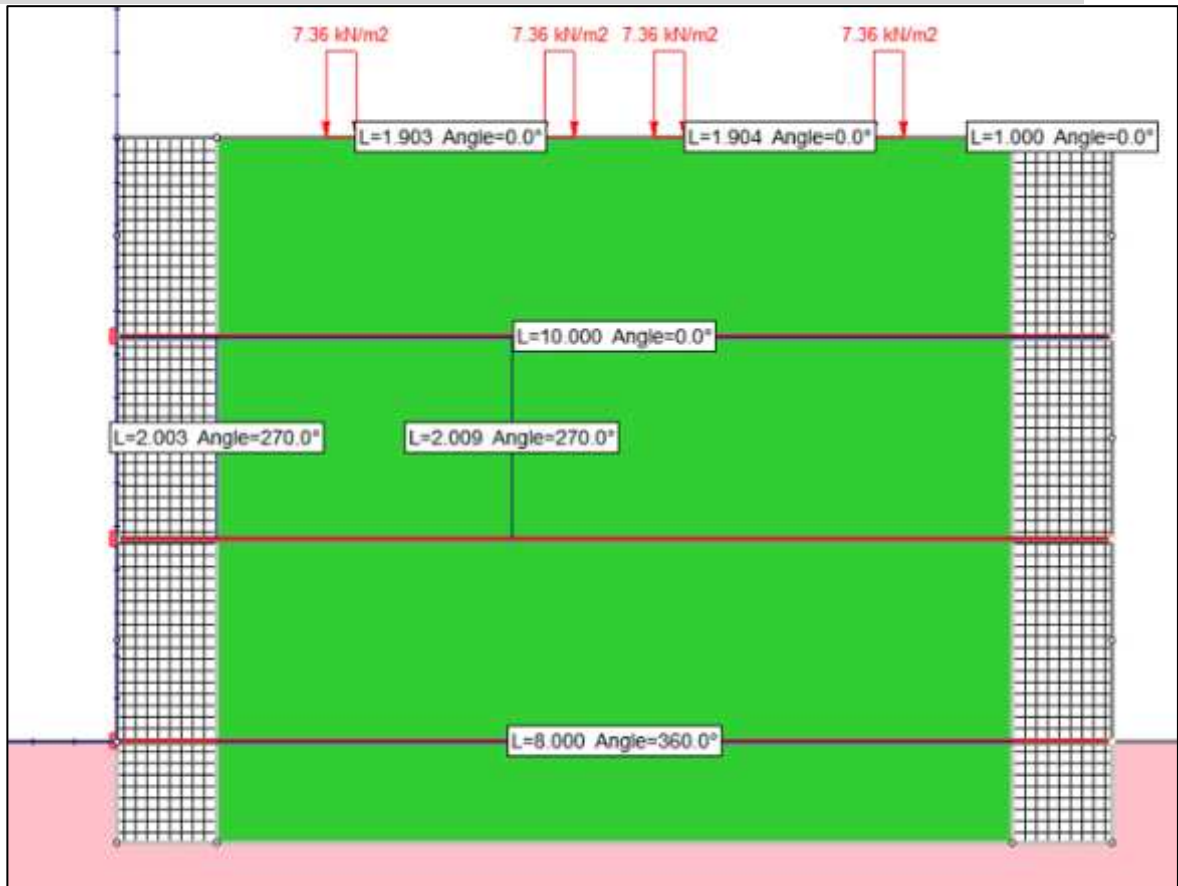 7.36 kN/m2 7.36 kN/m2 7.36 kN/m2 7.36 kN/m2
L=1.903 Angle=0.0° L=1.904 Angle=0.0° L=1.000 Angle=0.0°
L=10.000 Angle=0.0°
L=2.003 Angle=270.0° L=2.009 Angle=270.0°
L=8.000 Angle=360.0°